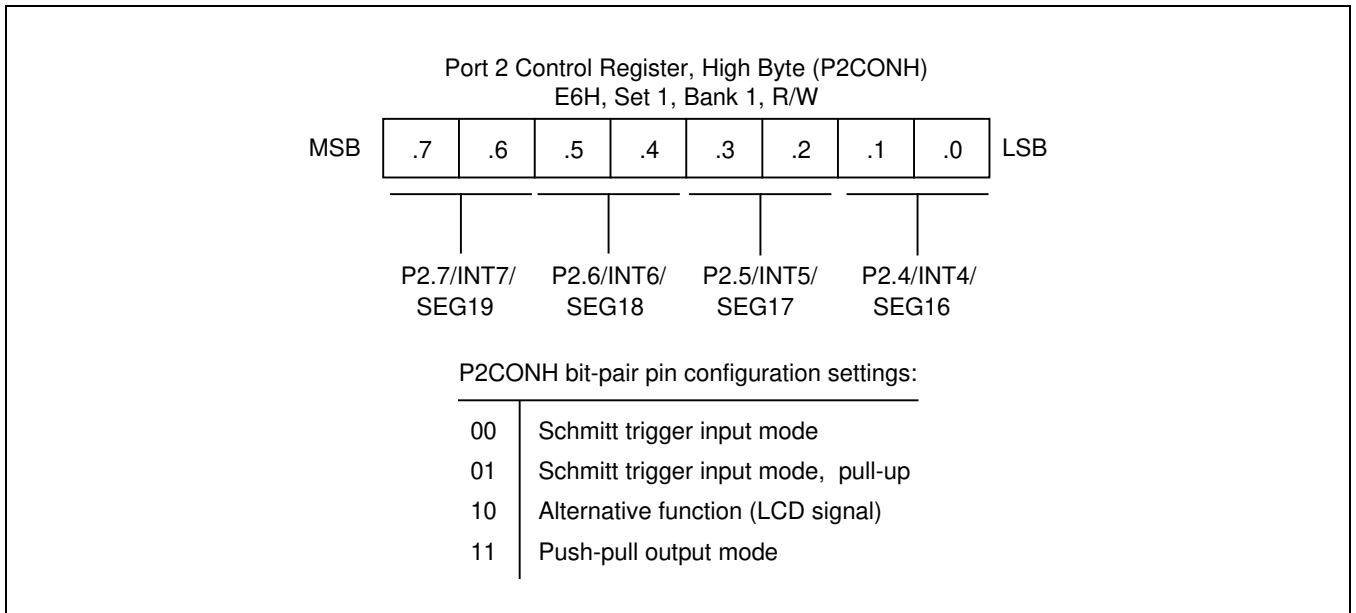 Port 2 Control Register, High Byte (P2CONH)
E6H, Set 1, Bank 1, R/W
MSB .7 .6 .5 .4 .3 .2 .1 .0 LSB
P2.7/INT7/ P2.6/INT6/ P2.5/INT5/ P2.4/INT4/
SEG19 SEG18 SEG17 SEG16
P2CONH bit-pair pin configuration settings:
00 Schmitt trigger input mode
01 Schmitt trigger input mode, pull-up
10 Alternative function (LCD signal)
11 Push-pull output mode